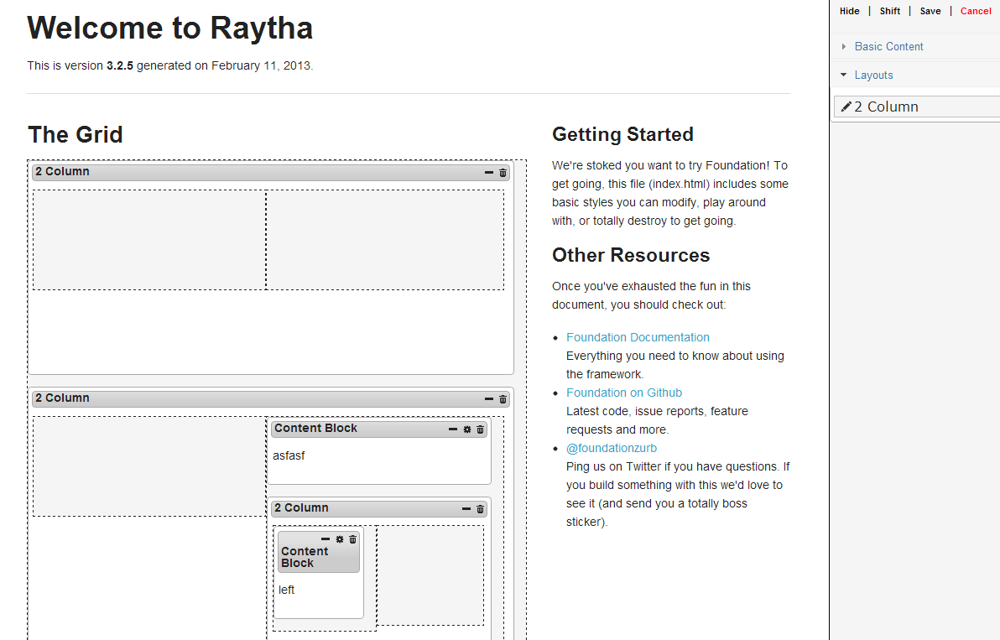 Welcome to Raytha
This is version 3.2.5 generated on February 11, 2013.
The Grid
2 Column
2 Column
Content Block
asfasf
2 Column
Content
Block
left
Getting Started
We're stoked you want to try Foundation! To
get going, this file (index.html) includes some
basic styles you can modify, play around
with, or totally destroy to get going.
Other Resources
Once you've exhausted the fun in this
document, you should check out:
Foundation Documentation
Everything you need to know about using
the framework.
Foundation on Github
Latest code, issue reports, feature
requests and more.
@foundationzurb
Ping us on Twitter if you have questions. If
you build something with this we'd love to
see it (and send you a totally boss
sticker).
Hide | Shift | Save | Cancel
Basic Content
Layouts
2 Column